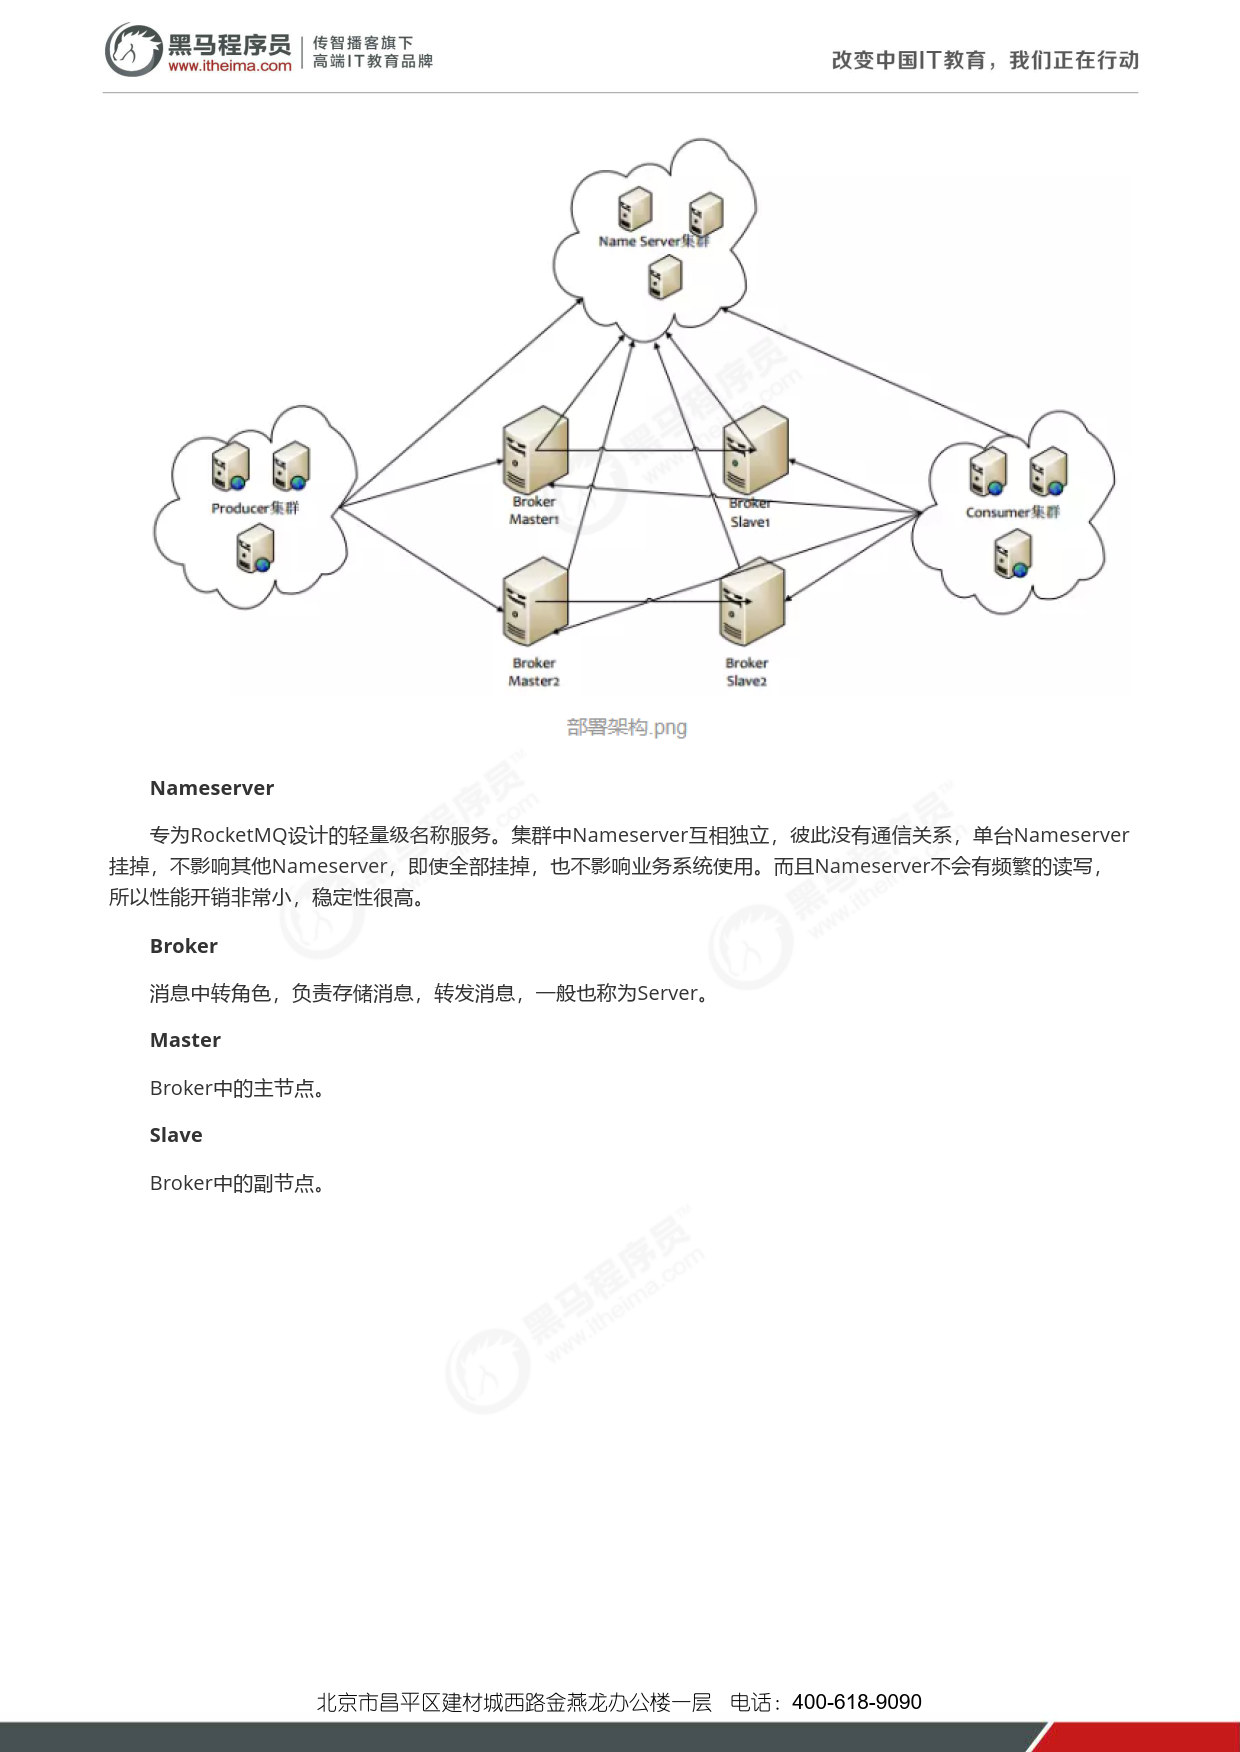 黑马程序员
www.itheima.com
传智播客旗下
高端IT教育品牌
改变中国IT教育，我们正在行动
Name Server集群
Producer集群
Consumer集群
Broker
Master1
Broker
Slave1
Broker
Master2
Broker
Slave2
部署架构.png
Nameserver
专为RocketMQ设计的轻量级名称服务。集群中Nameserver互相独立，彼此没有通信关系，单台Nameserver
挂掉，不影响其他Nameserver，即使全部挂掉，也不影响业务系统使用。而且Nameserver不会有频繁的读写，
所以性能开销非常小，稳定性很高。
Broker
消息中转角色，负责存储消息，转发消息，一般也称为Server。
Master
Broker中的主节点。
Slave
Broker中的副节点。
黑马程序员™
www.itheima.com
北京市昌平区建材城西路金燕龙办公楼一层 电话：400-618-9090